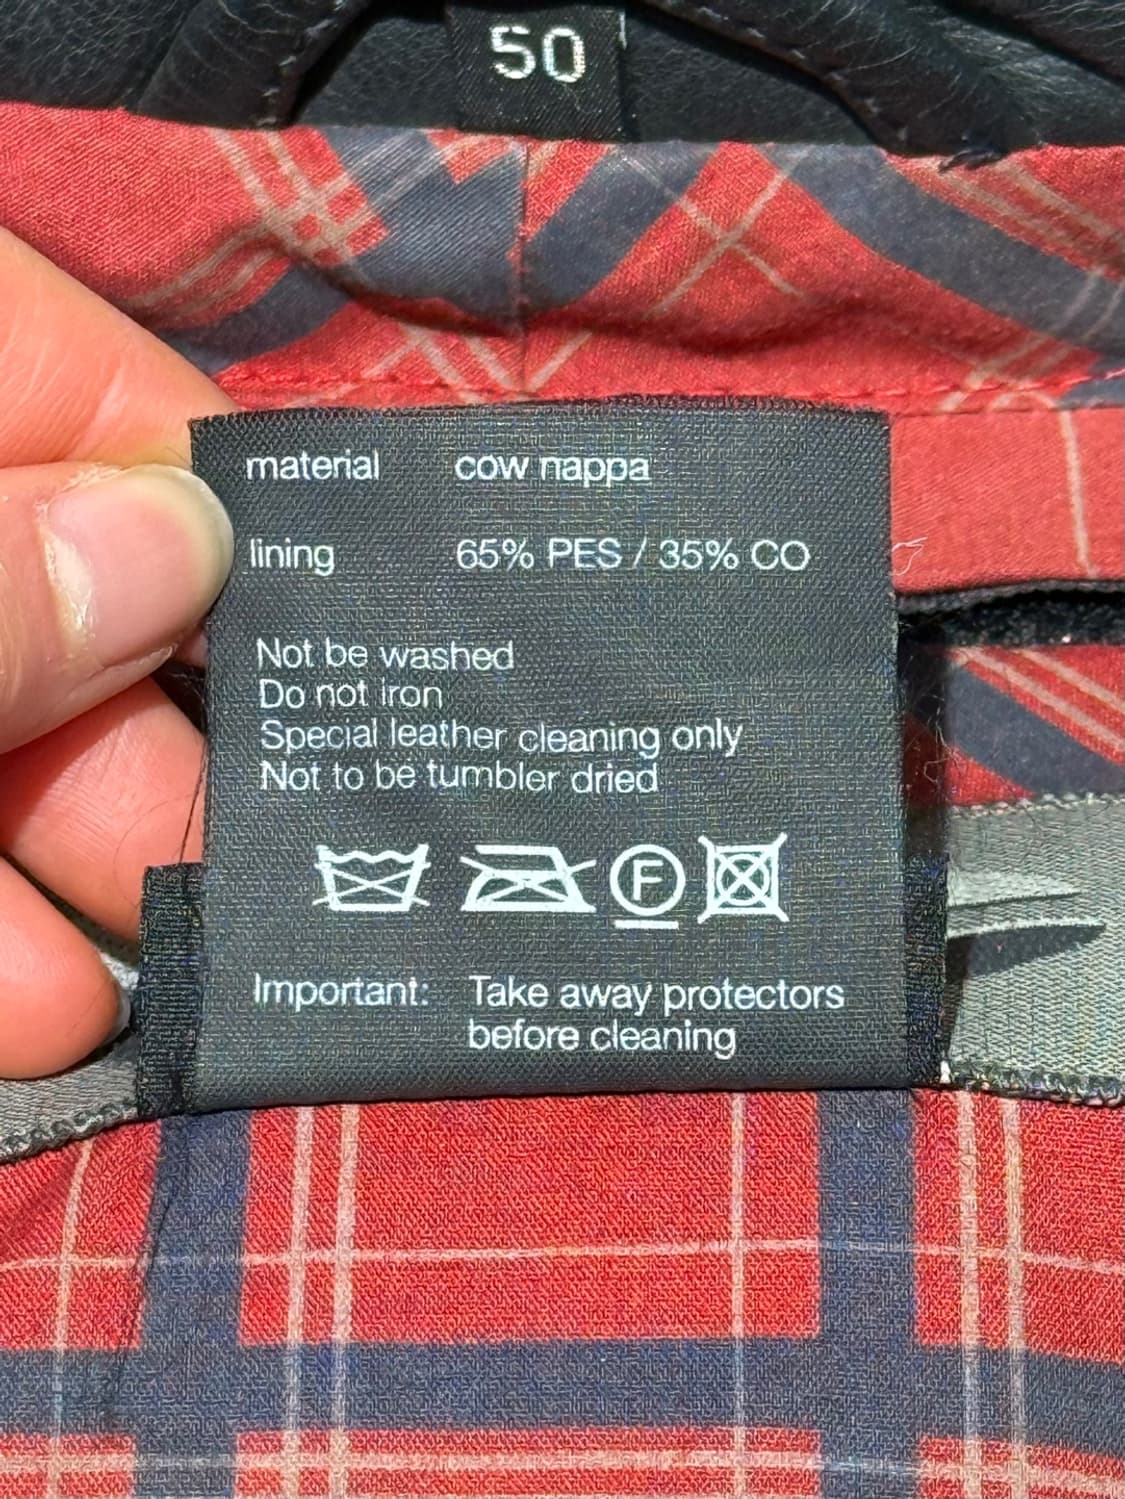 50
material cow nappa
lining 65% PES / 35% CO
Not be washed
Do not iron
Special leather cleaning only
Not to be tumbler dried
F
Important: Take away protectors
before cleaning